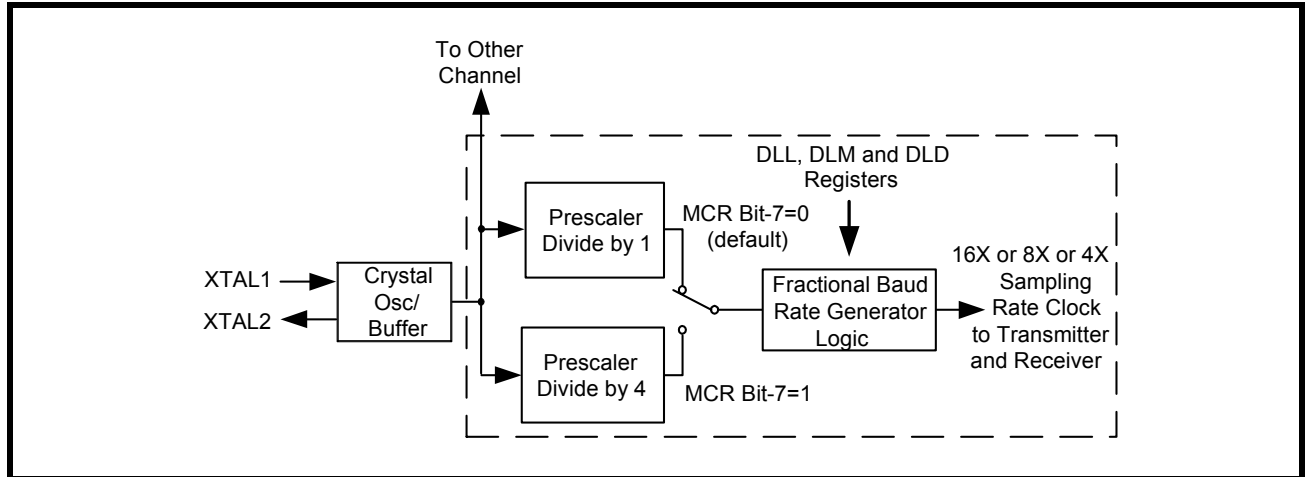 To Other
Channel
DLL, DLM and DLD
Registers
Prescaler
Divide by 1
MCR Bit-7=0
(default)
16X or 8X or 4X
Sampling
Rate Clock
to Transmitter
and Receiver
XTAL1
XTAL2
Crystal
Osc/
Buffer
Fractional Baud
Rate Generator
Logic
Prescaler
Divide by 4
MCR Bit-7=1